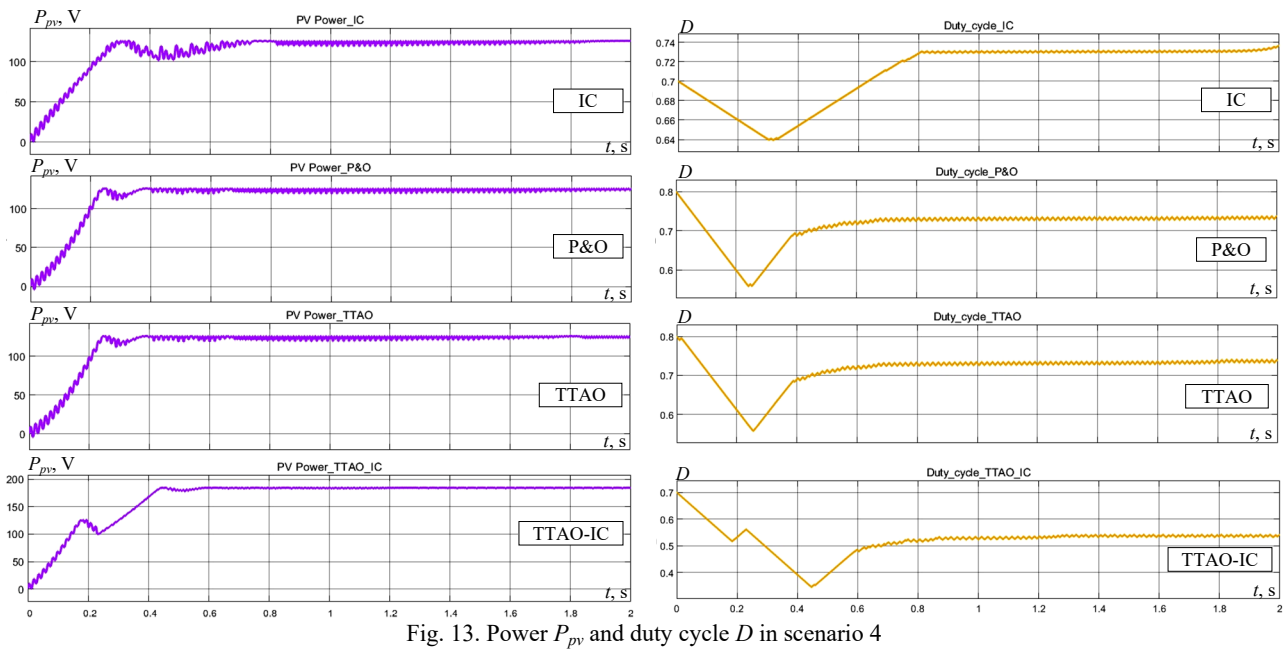 P_pv, V
PV Power_IC
100
50
0
IC
t, s
P_pv, V
PV Power_P&O
100
50
0
P&O
t, s
P_pv, V
PV Power_TTAO
100
50
0
TTAO
t, s
P_pv, V
PV Power_TTAO_IC
200
150
100
50
0
TTAO-IC
t, s
0 0.2 0.4 0.6 0.8 1 1.2 1.4 1.6 1.8 2
D
Duty_cycle_IC
0.74
0.72
0.7
0.68
0.66
0.64
IC
t, s
D
Duty_cycle_P&O
0.8
0.7
0.6
P&O
t, s
D
Duty_cycle_TTAO
0.8
0.7
0.6
TTAO
t, s
D
Duty_cycle_TTAO_IC
0.7
0.6
0.5
0.4
TTAO-IC
t, s
0 0.2 0.4 0.6 0.8 1 1.2 1.4 1.6 1.8 2
Fig. 13. Power P_pv and duty cycle D in scenario 4